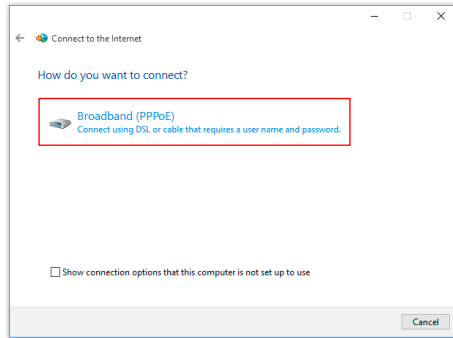 Connect to the Internet
How do you want to connect?
Broadband (PPPoE)
Connect using DSL or cable that requires a user name and password.
Show connection options that this computer is not set up to use
Cancel